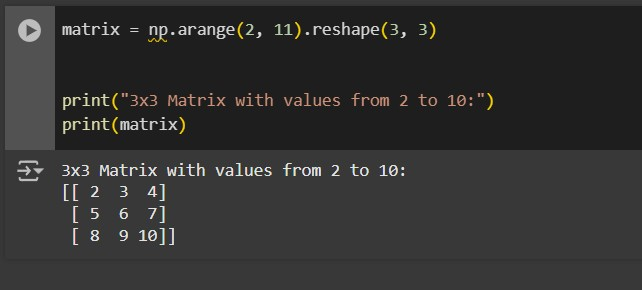 matrix = np.arange(2, 11).reshape(3, 3)
print("3x3 Matrix with values from 2 to 10:")
print(matrix)
3x3 Matrix with values from 2 to 10:
[[ 2  3  4]
 [ 5  6  7]
 [ 8  9 10]]